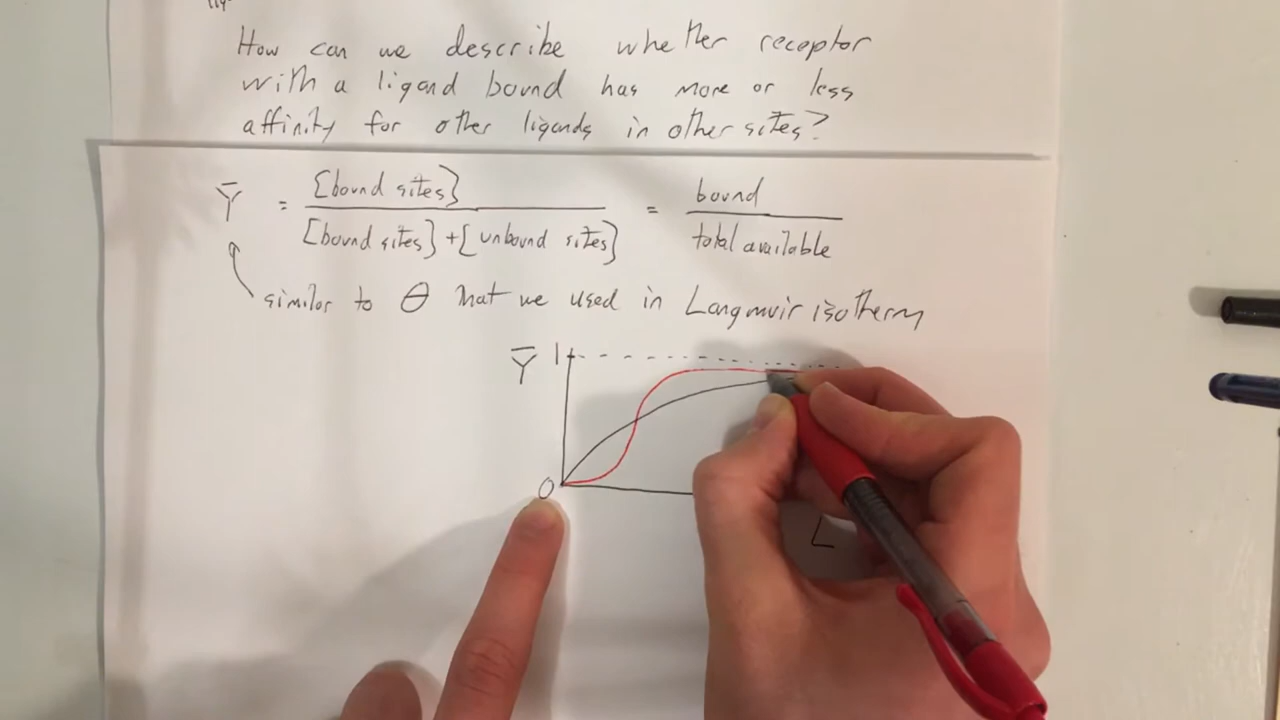 How can we describe whether receptor
with a ligand bound has more or less
affinity for other ligands in other sites?
Ȳ = [bound sites] / [bound sites] + [unbound sites] = bound / total available
similar to θ that we used in Langmuir isotherm
Ȳ 1
0
L